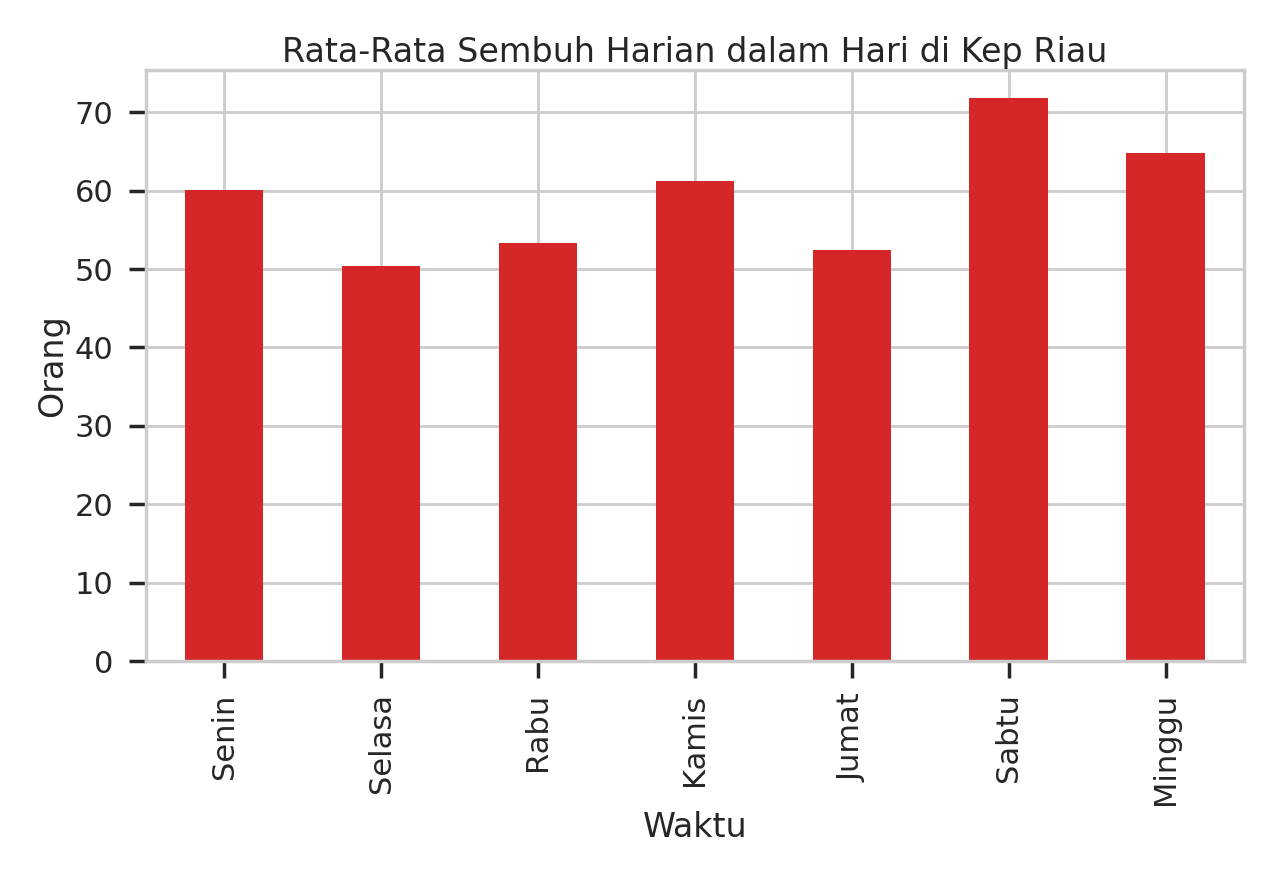 Rata-Rata Sembuh Harian dalam Hari di Kep Riau
70
60
50
40
30
20
10
0
Orang
Senin
Selasa
Rabu
Kamis
Jumat
Sabtu
Minggu
Waktu